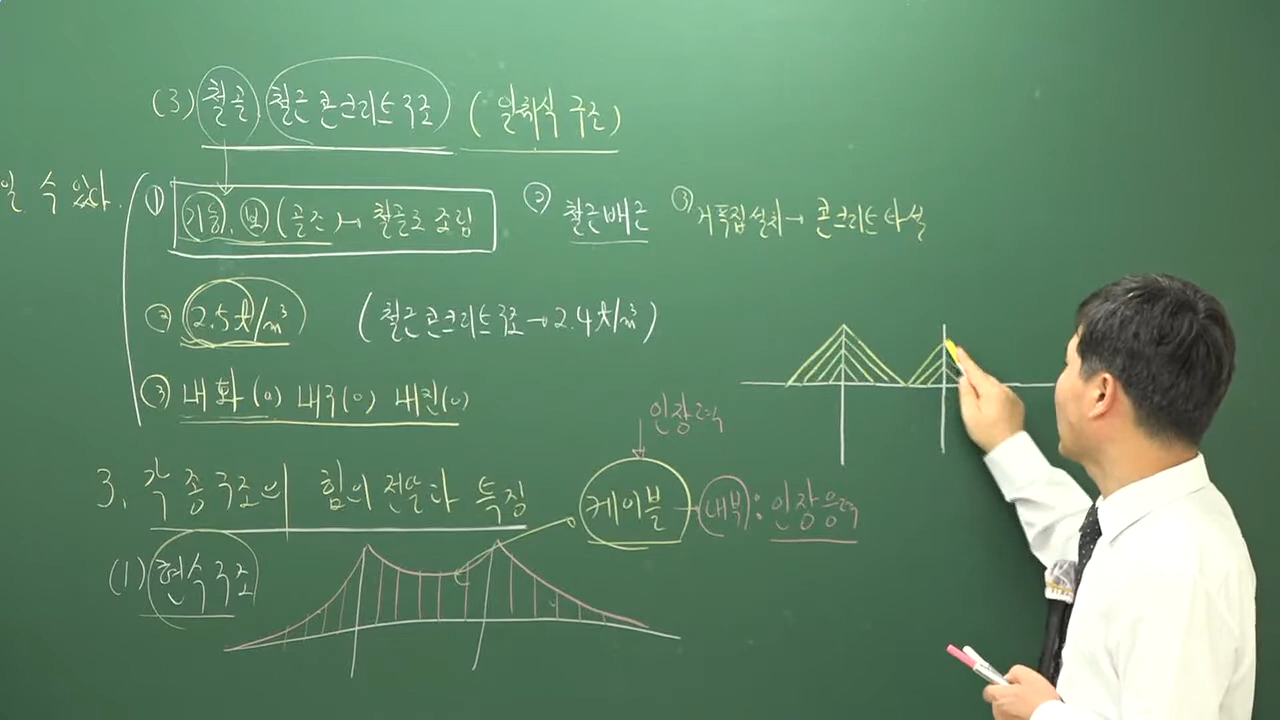 (3) 철골 철근 콘크리트 구조 (일체식 구조)
일 수 있다.
① 기둥, 보 (골조) → 철골로 조립 ② 철근배근 ③ 거푸집 설치 → 콘크리트 타설
② 2.5t/m³ (철근 콘크리트 구조 → 2.4t/m³)
③ 내화(O) 내구(O) 내진(O)
인장력
3. 각종 구조의 힘의 전달과 특징
케이블 → 내부: 인장응력
(1) 현수구조